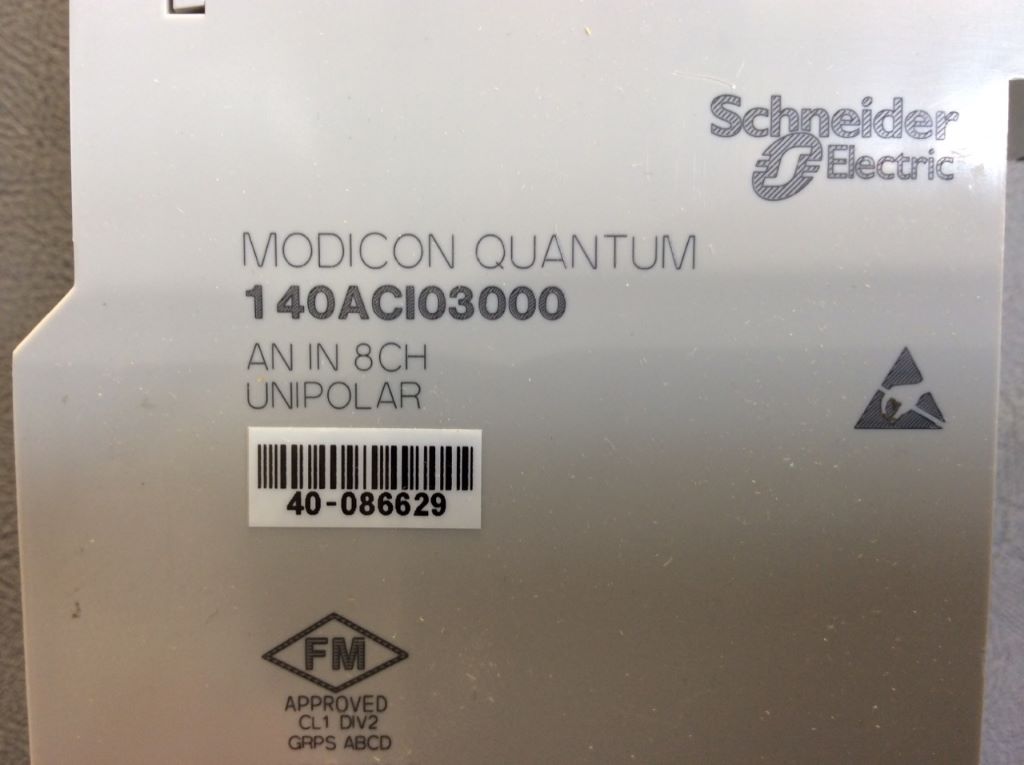 Schneider
Electric
MODICON QUANTUM
140ACI03000
AN IN 8CH
UNIPOLAR
40-086629
FM
APPROVED
CL1 DIV2
GRPS ABCD